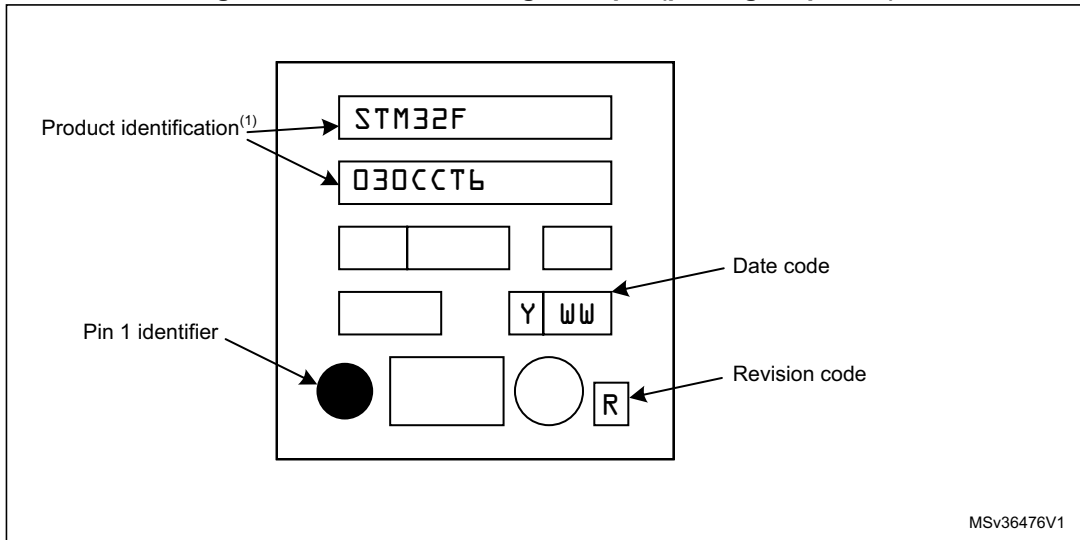 STM32F
Product identification(1)
030CCT6
Date code
Y WW
Pin 1 identifier
Revision code
R
MSv36476V1